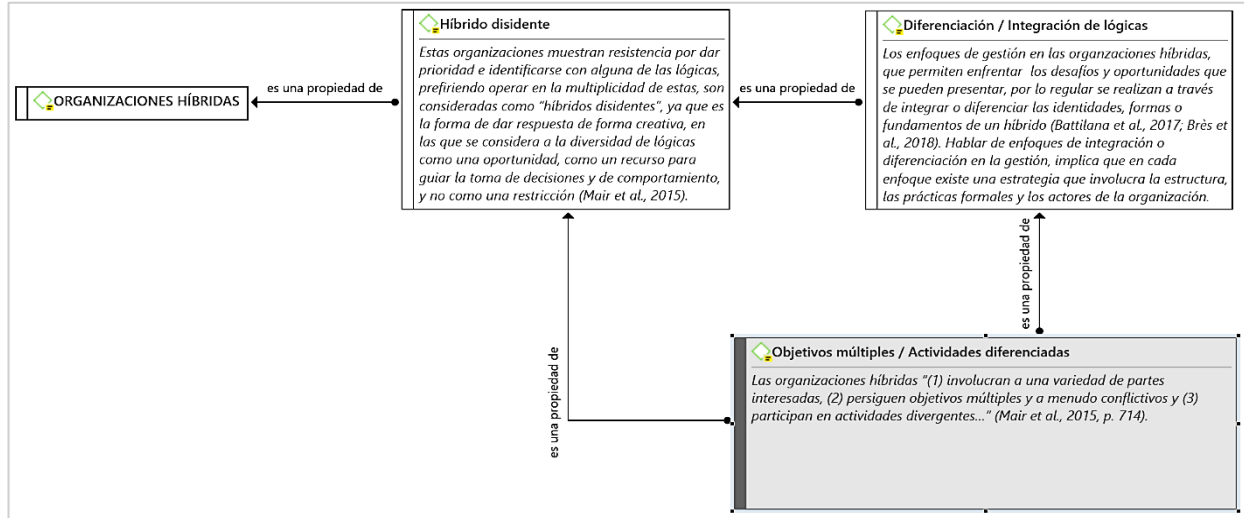 Híbrido disidente
Estas organizaciones muestran resistencia por dar
prioridad e identificarse con alguna de las lógicas,
prefiriendo operar en la multiplicidad de estas, son
consideradas como “híbridos disidentes”, ya que es
la forma de dar respuesta de forma creativa, en
las que se considera a la diversidad de lógicas
como una oportunidad, como un recurso para
guiar la toma de decisiones y de comportamiento,
y no como una restricción (Mair et al., 2015).
Diferenciación / Integración de lógicas
Los enfoques de gestión en las organzaciones híbridas,
que permiten enfrentar los desafíos y oportunidades que
se pueden presentar, por lo regular se realizan a través
de integrar o diferenciar las identidades, formas o
fundamentos de un híbrido (Battilana et al., 2017; Brès et
al., 2018). Hablar de enfoques de integración o
diferenciación en la gestión, implica que en cada
enfoque existe una estrategia que involucra la estructura,
las prácticas formales y los actores de la organización.
ORGANIZACIONES HÍBRIDAS
es una propiedad de
es una propiedad de
es una propiedad de
es una propiedad de
Objetivos múltiples / Actividades diferenciadas
Las organizaciones híbridas “(1) involucran a una variedad de partes
interesadas, (2) persiguen objetivos múltiples y a menudo conflictivos y (3)
participan en actividades divergentes...” (Mair et al., 2015, p. 714).